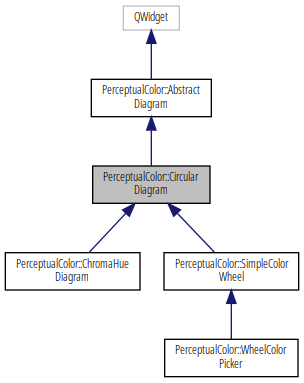 QWidget
PerceptualColor::Abstract
Diagram
PerceptualColor::Circular
Diagram
PerceptualColor::ChromaHue
Diagram
PerceptualColor::SimpleColor
Wheel
PerceptualColor::WheelColor
Picker